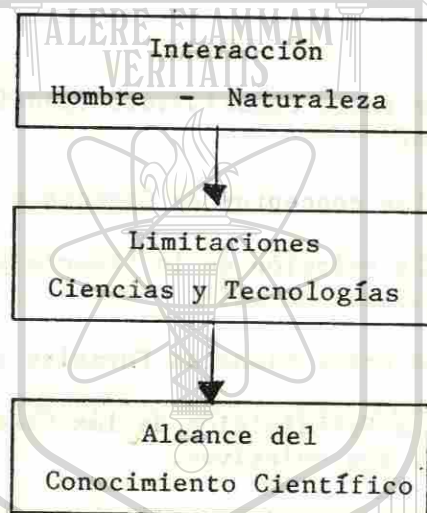 ALERE FLAMMAM
VERITATIS
Interacción
Hombre - Naturaleza
Limitaciones
Ciencias y Tecnologías
Alcance del
Conocimiento Científico